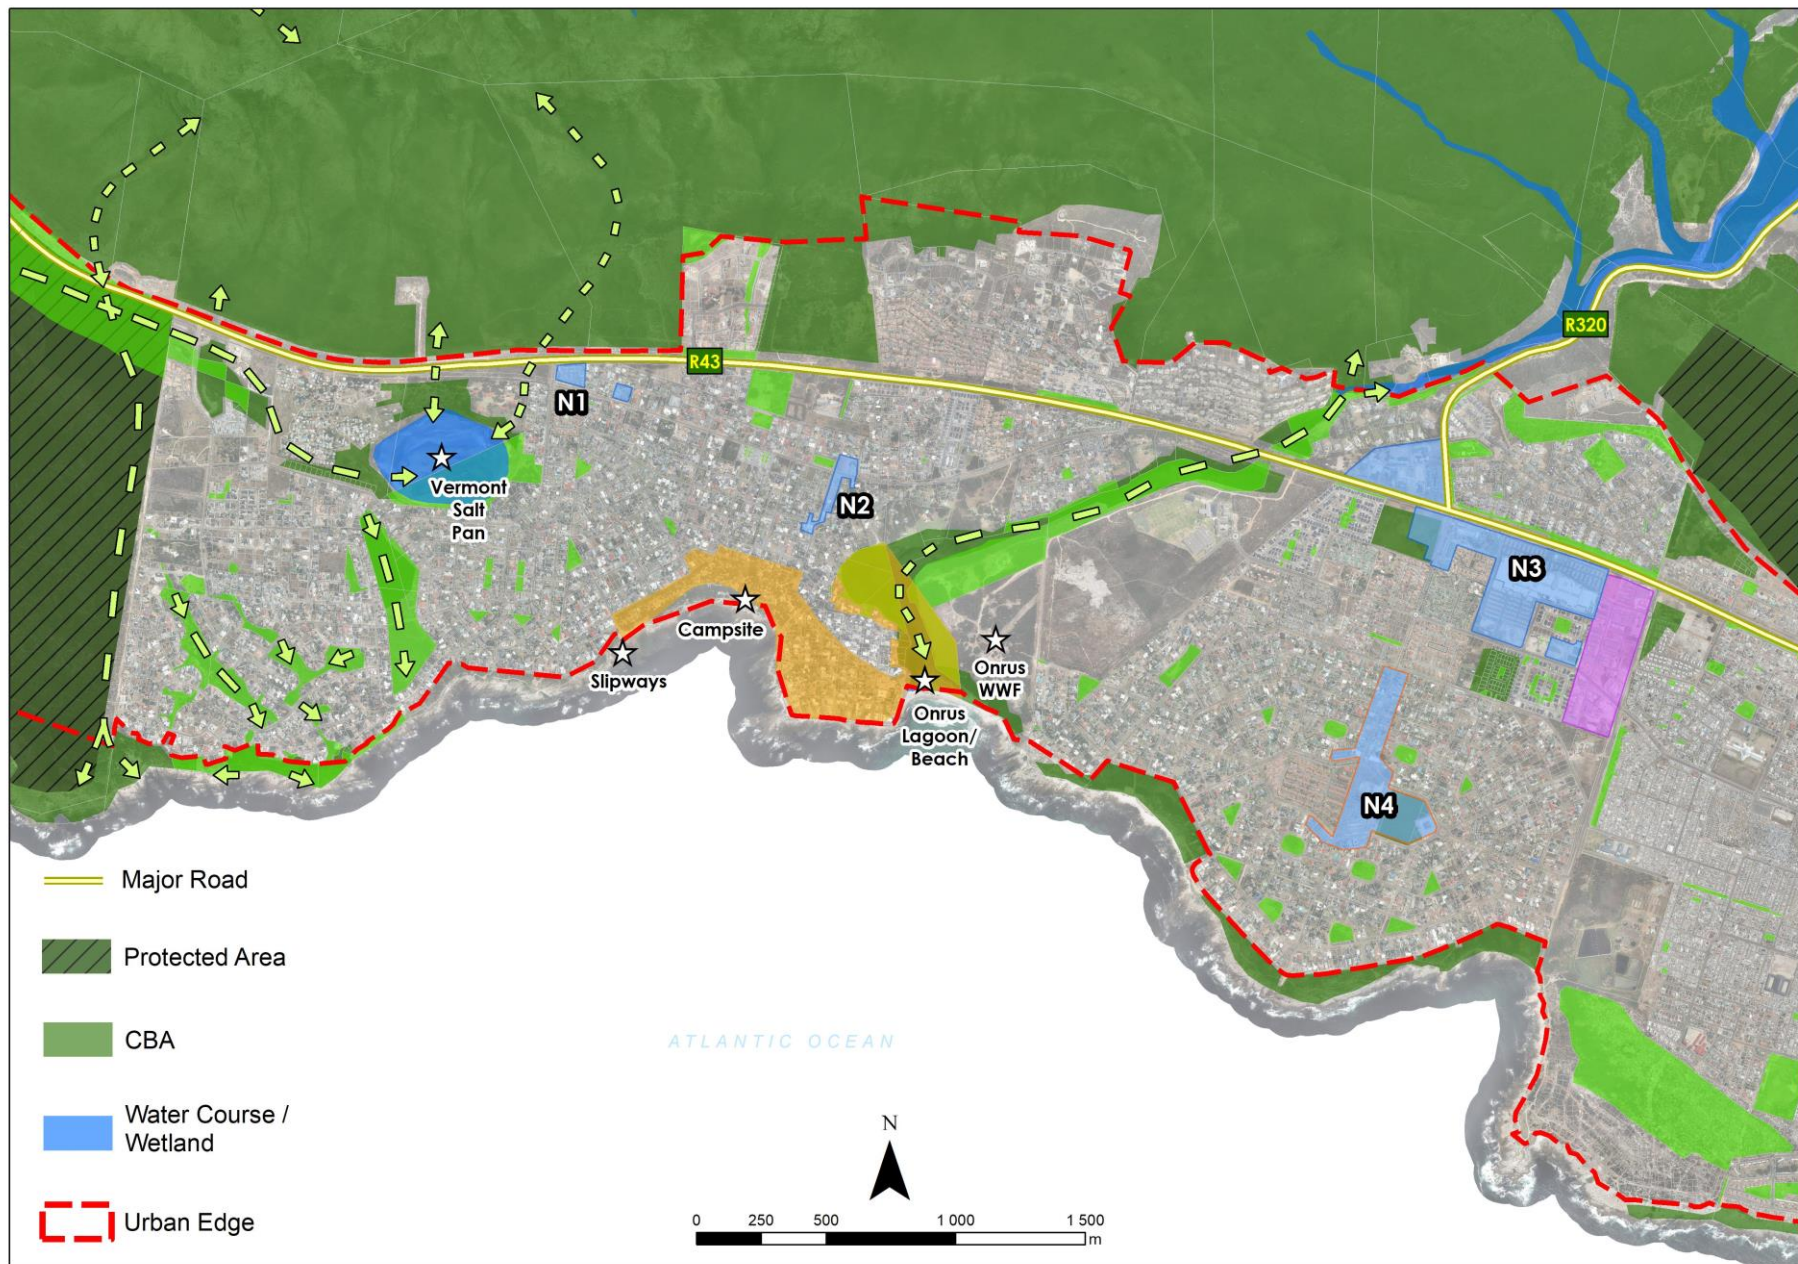 R320
R43
N1
Vermont
Salt
Pan
N2
N3
Campsite
Slipways
Onrus
WWF
Onrus
Lagoon/
Beach
N4
Major Road
Protected Area
CBA
ATLANTIC OCEAN
Water Course /
Wetland
Urban Edge
N
0 250 500 1 000 1 500
m